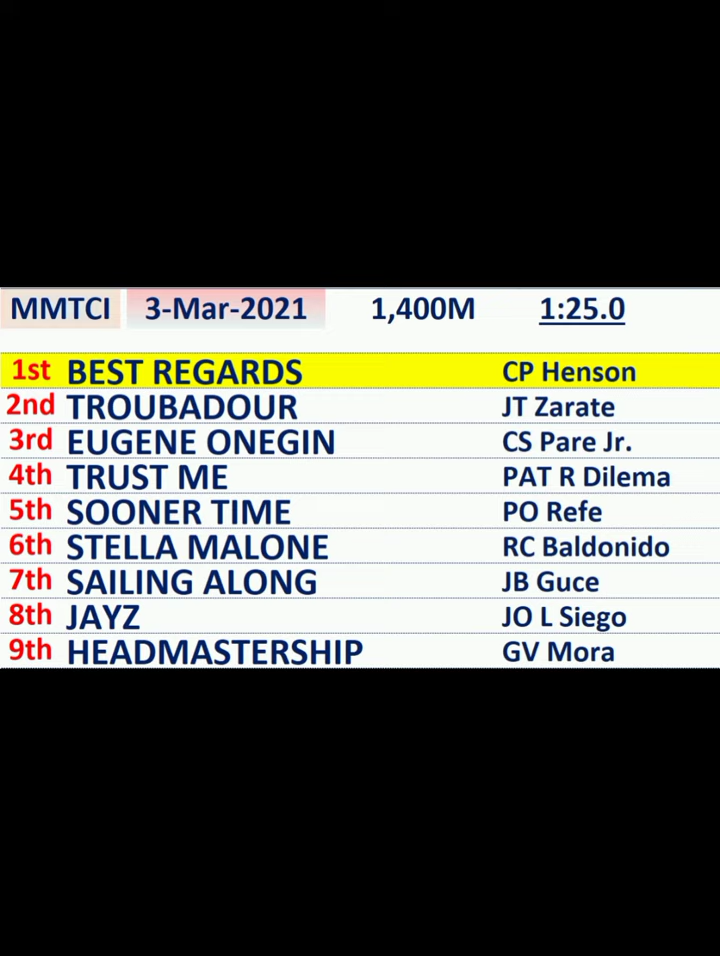 MMTCI 3-Mar-2021 1,400M 1:25.0
1st BEST REGARDS CP Henson
2nd TROUBADOUR JT Zarate
3rd EUGENE ONEGIN CS Pare Jr.
4th TRUST ME PAT R Dilema
5th SOONER TIME PO Refe
6th STELLA MALONE RC Baldonido
7th SAILING ALONG JB Guce
8th JAYZ JO L Siego
9th HEADMASTERSHIP GV Mora